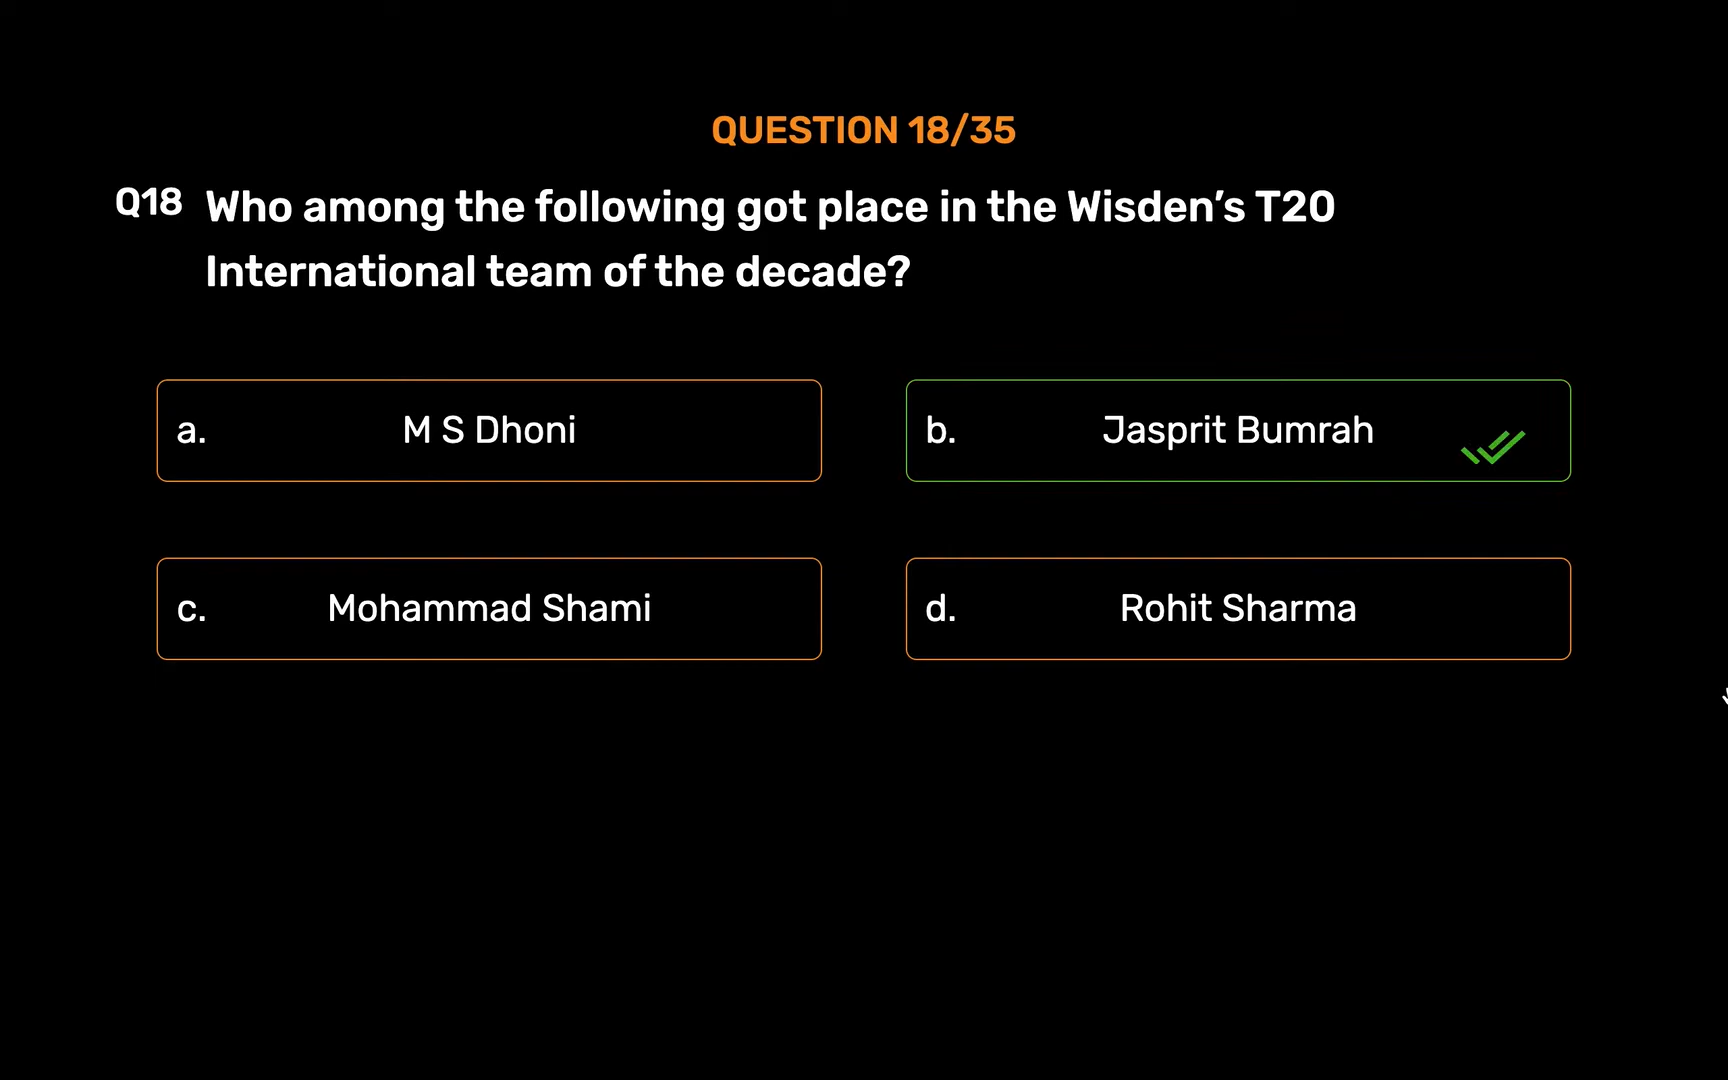 QUESTION 18/35
Q18 Who among the following got place in the Wisden’s T20
International team of the decade?
a. M S Dhoni
b. Jasprit Bumrah
c. Mohammad Shami
d. Rohit Sharma